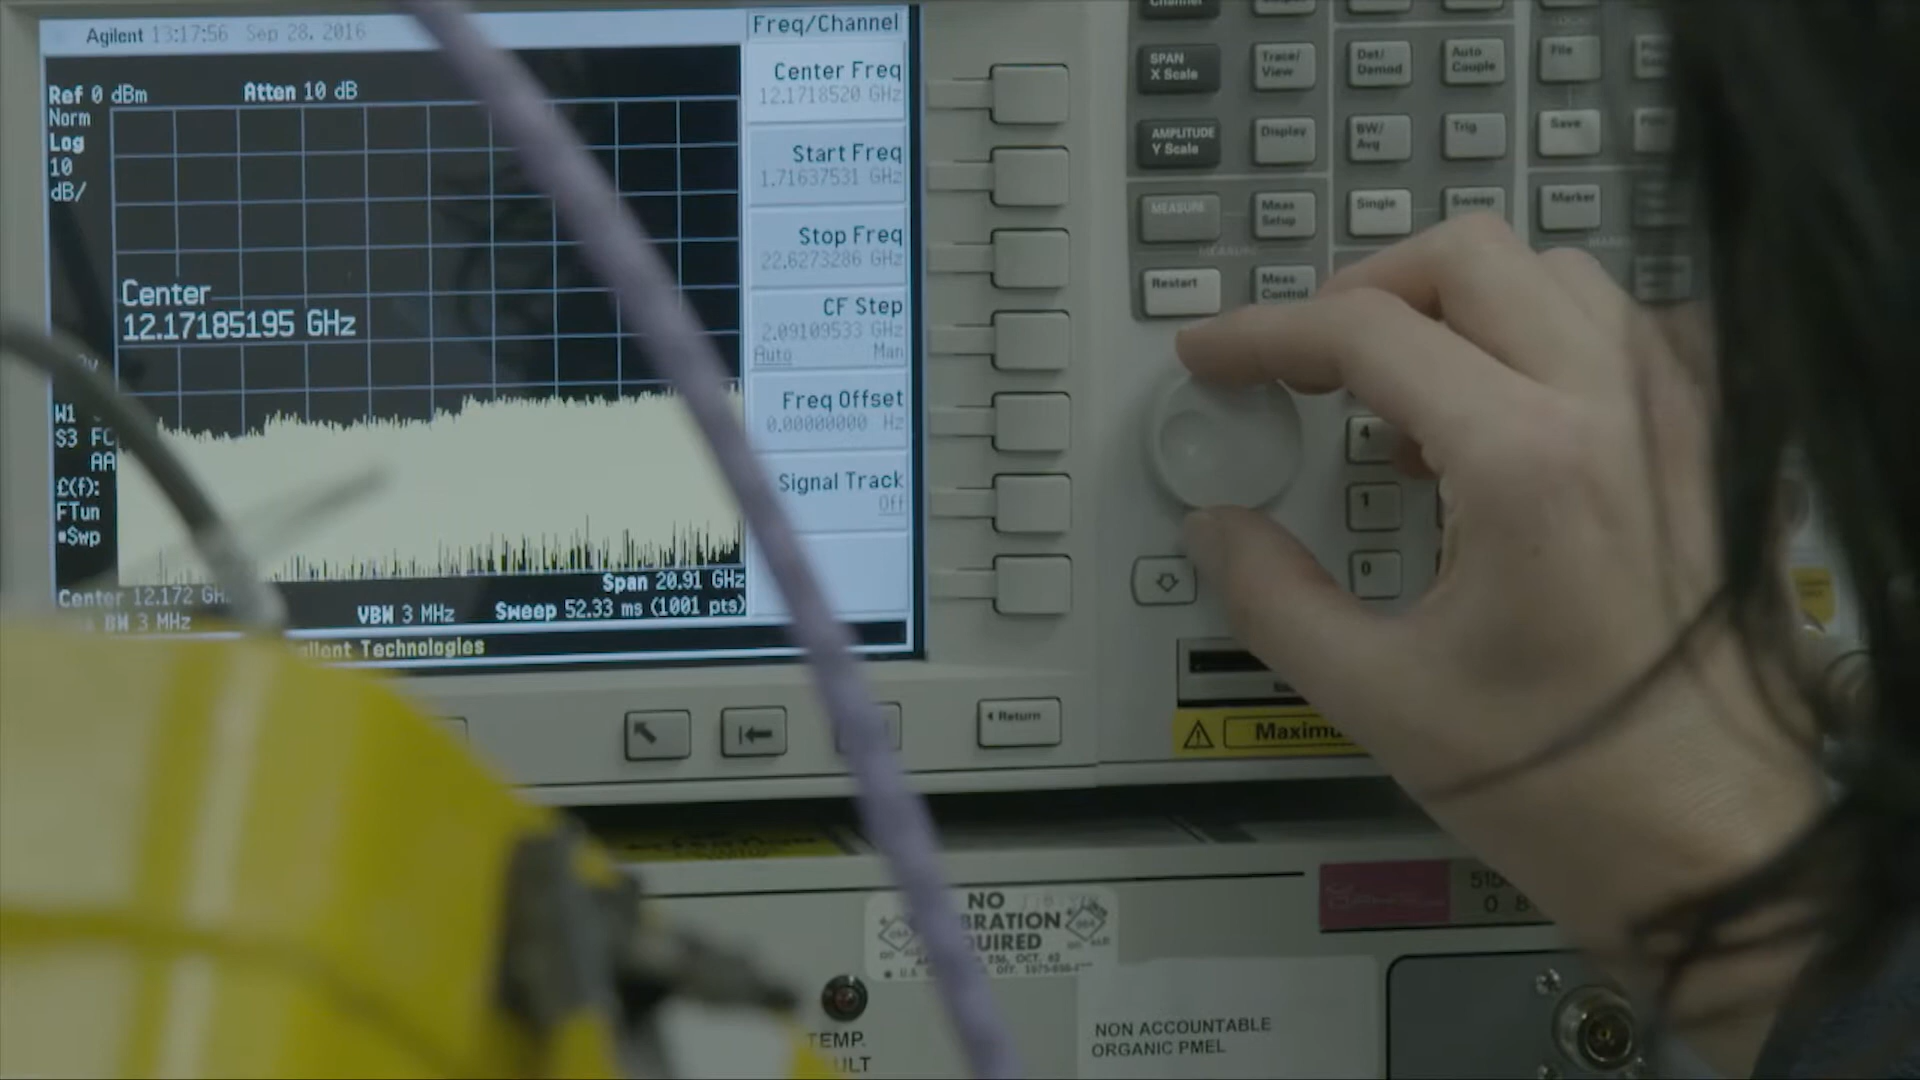 Agilent 13:17:56 Sep 28, 2016
Freq/Channel
Ref 0 dBm
Atten 10 dB
Norm
Log
10
dB/
Center
12.17185195 GHz
W1
S3 FC
AA
£(f):
FTun
*Swp
Center 12.172 GH
BW 3 MHz
VBW 3 MHz
Span 20.91 GHz
Sweep 52.33 ms (1001 pts)
Technologies
Center Freq
12.1718520 GHz
Start Freq
1.71637531 GHz
Stop Freq
22.6273286 GHz
CF Step
2.09109533 GHz
Auto Man
Freq Offset
0.00000000 Hz
Signal Track
Off
Return
Channel
SPAN
X Scale
Trace/
View
Det/
Demod
Auto
Couple
File
AMPLITUDE
Y Scale
Display
BW/
Avg
Trig
Save
MEASURE
Meas
Setup
Single
Sweep
Marker
Restart
Meas
Control
4
1
0
NO
BRATION
QUIRED
TEMP.
ULT
NON ACCOUNTABLE
ORGANIC PMEL